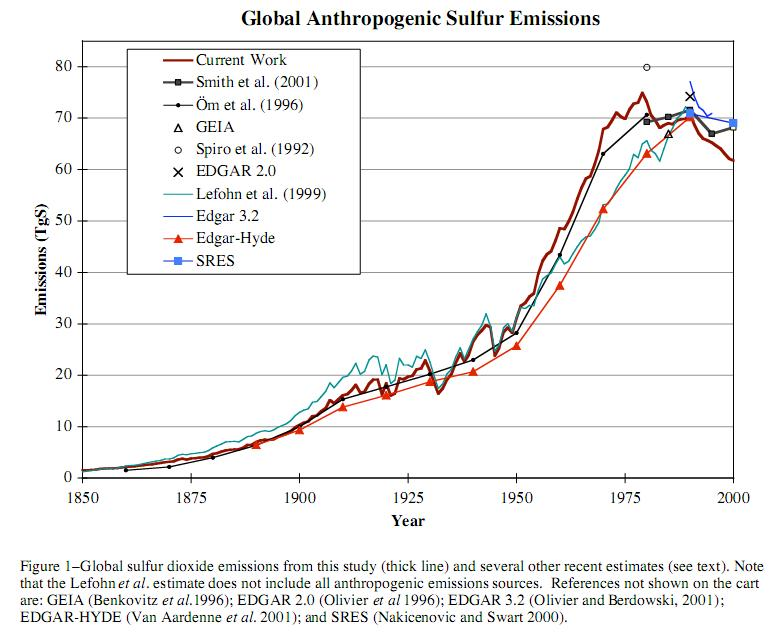 Global Anthropogenic Sulfur Emissions
Current Work
Smith et al. (2001)
Öm et al. (1996)
GEIA
Spiro et al. (1992)
EDGAR 2.0
Lefohn et al. (1999)
Edgar 3.2
Edgar-Hyde
SRES
Emissions (TgS)
80
70
60
50
40
30
20
10
0
1850
1875
1900
1925
1950
1975
2000
Year
Figure 1–Global sulfur dioxide emissions from this study (thick line) and several other recent estimates (see text). Note
that the Lefohn et al. estimate does not include all anthropogenic emissions sources. References not shown on the cart
are: GEIA (Benkovitz et al.1996); EDGAR 2.0 (Olivier et al 1996); EDGAR 3.2 (Olivier and Berdowski, 2001);
EDGAR-HYDE (Van Aardenne et al. 2001); and SRES (Nakicenovic and Swart 2000).